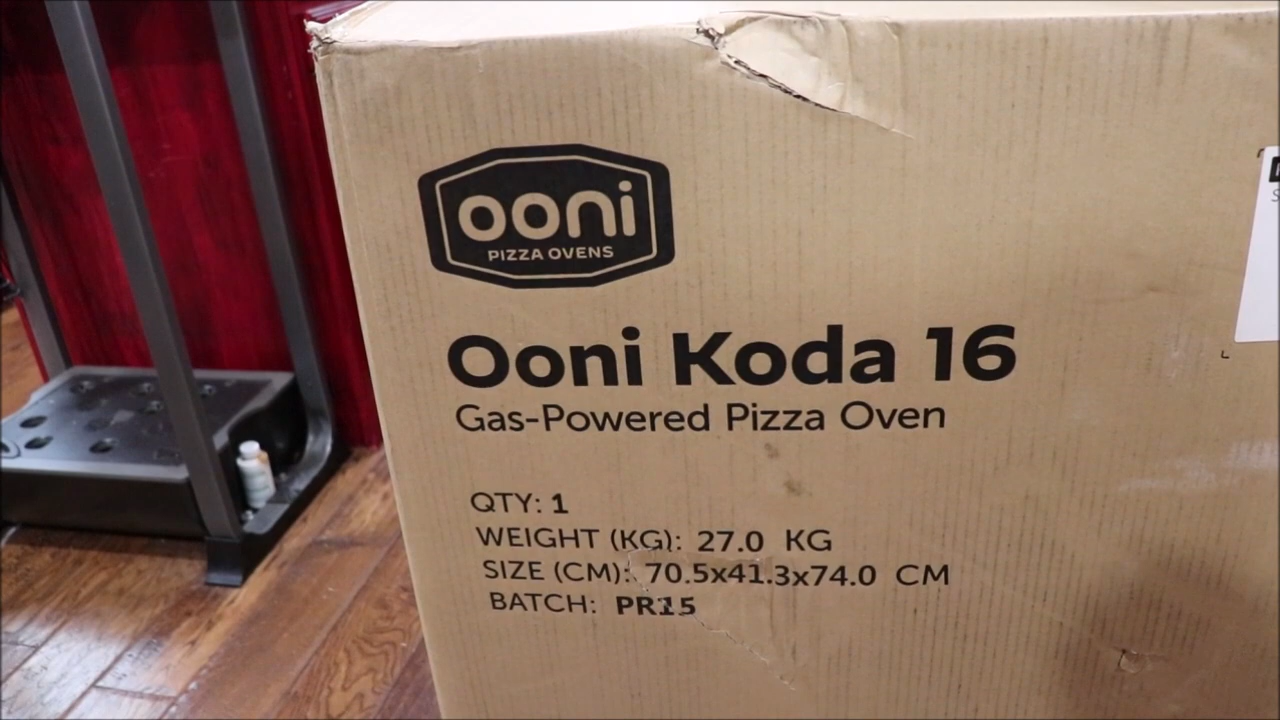 ooni
PIZZA OVENS
Ooni Koda 16
Gas-Powered Pizza Oven
QTY: 1
WEIGHT (KG): 27.0 KG
SIZE (CM): 70.5x41.3x74.0 CM
BATCH: PR15